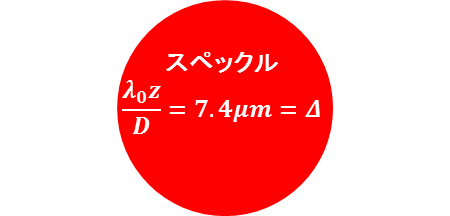 スペックル
λ₀z/D = 7.4μm = Δ